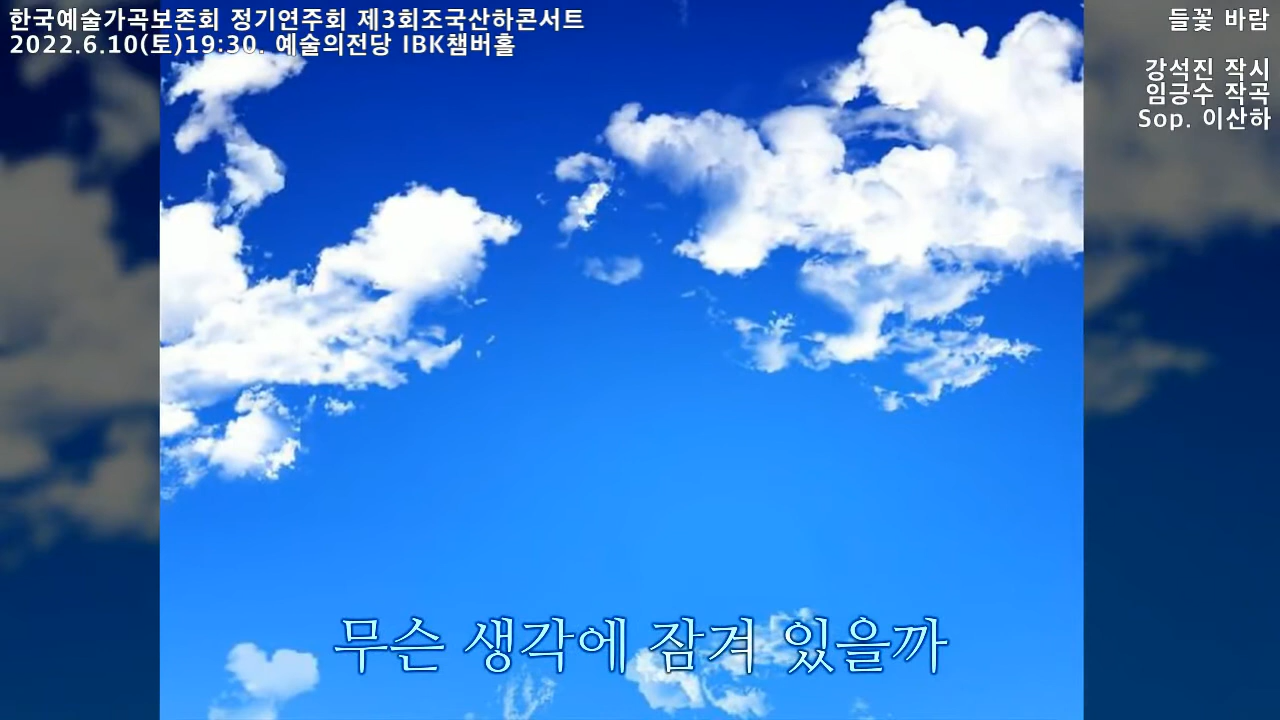 한국예술가곡보존회 정기연주회 제3회조국산하콘서트
2022.6.10(토)19:30. 예술의전당 IBK챔버홀
들꽃 바람
강석진 작시
임긍수 작곡
Sop. 이산하
무슨 생각에 잠겨 있을까